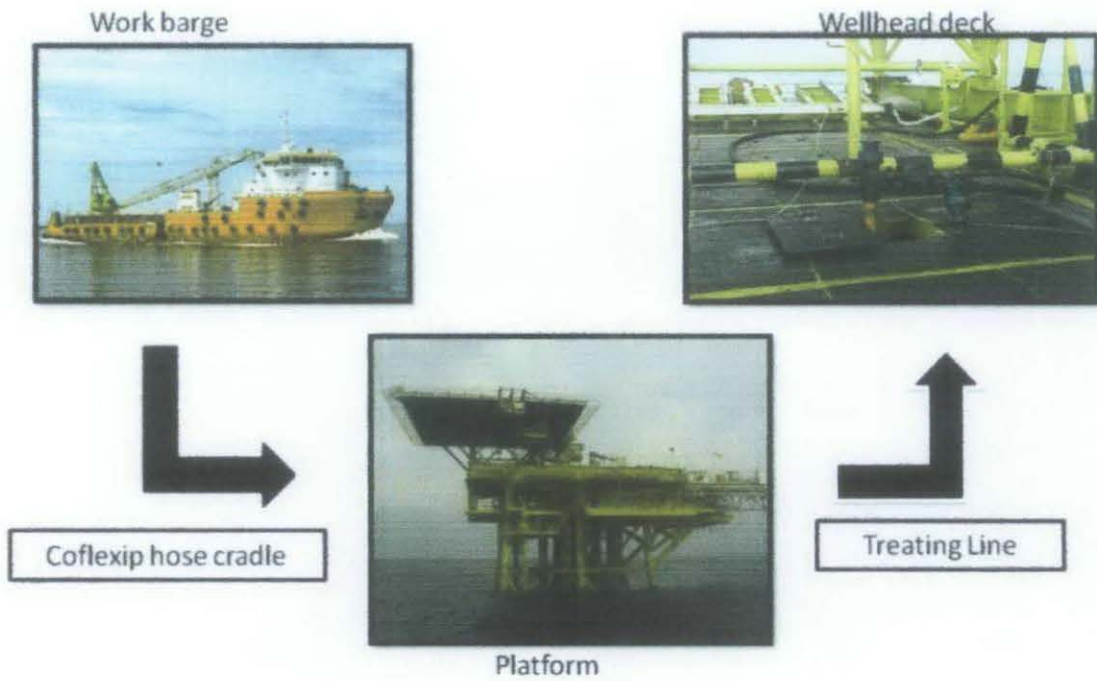 Work barge
Wellhead deck
Coflexip hose cradle
Treating Line
Platform